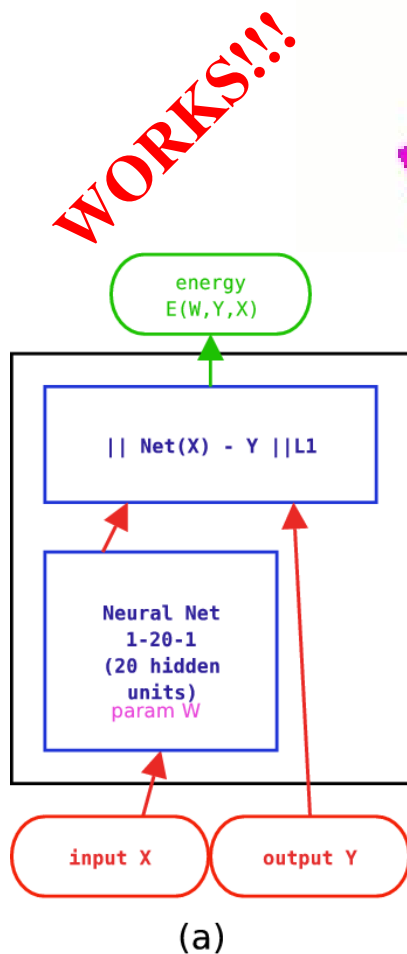 WORKS!!!
energy
E(W,Y,X)
|| Net(X) - Y ||L1
Neural Net
1-20-1
(20 hidden
units)
param W
input X
output Y
(a)